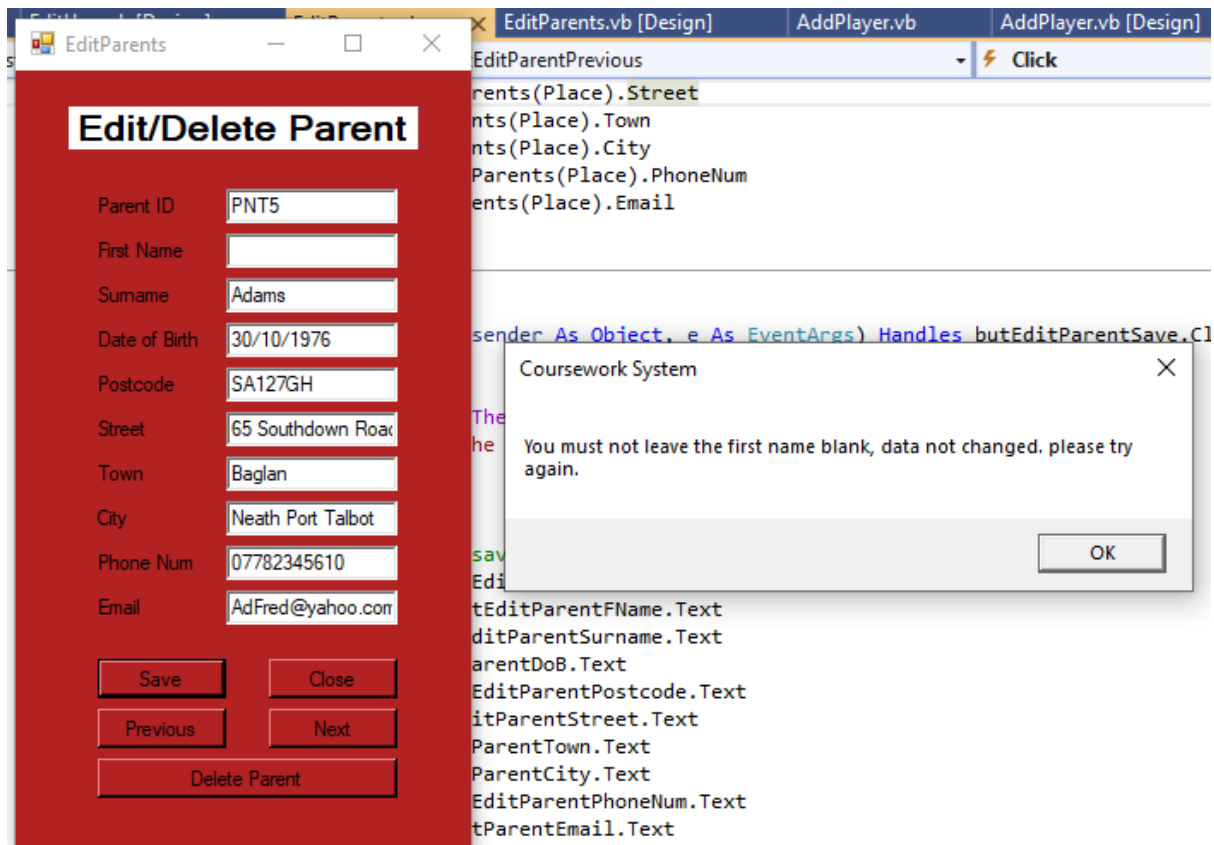 EditParents.vb [Design]
AddPlayer.vb
AddPlayer.vb [Design]
EditParents
EditParentPrevious
Click
rents(Place).Street
nts(Place).Town
nts(Place).City
Parents(Place).PhoneNum
ents(Place).Email
Edit/Delete Parent
Parent ID PNT5
First Name
Surname Adams
Date of Birth 30/10/1976
Postcode SA127GH
Street 65 Southdown Road
Town Baglan
City Neath Port Talbot
Phone Num 07782345610
Email AdFred@yahoo.com
Save Close
Previous Next
Delete Parent
sender As Object, e As EventArgs) Handles butEditParentSave.Cl
The
he
Coursework System
You must not leave the first name blank, data not changed. please try
again.
OK
sav
Edi
tEditParentFName.Text
ditParentSurname.Text
arentDoB.Text
EditParentPostcode.Text
itParentStreet.Text
ParentTown.Text
ParentCity.Text
EditParentPhoneNum.Text
tParentEmail.Text